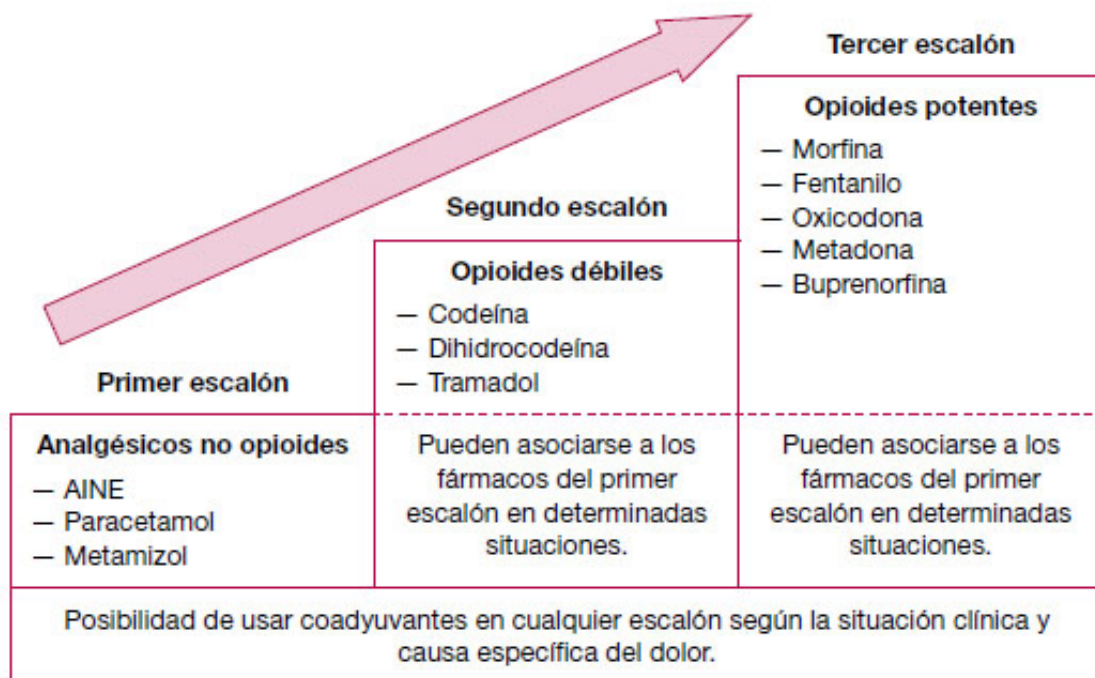 Tercer escalón
Opioides potentes
— Morfina
— Fentanilo
— Oxicodona
— Metadona
— Buprenorfina
Segundo escalón
Opioides débiles
— Codeína
— Dihidrocodeína
— Tramadol
Primer escalón
Analgésicos no opioides
— AINE
— Paracetamol
— Metamizol
Pueden asociarse a los
fármacos del primer
escalón en determinadas
situaciones.
Pueden asociarse a los
fármacos del primer
escalón en determinadas
situaciones.
Posibilidad de usar coadyuvantes en cualquier escalón según la situación clínica y
causa específica del dolor.